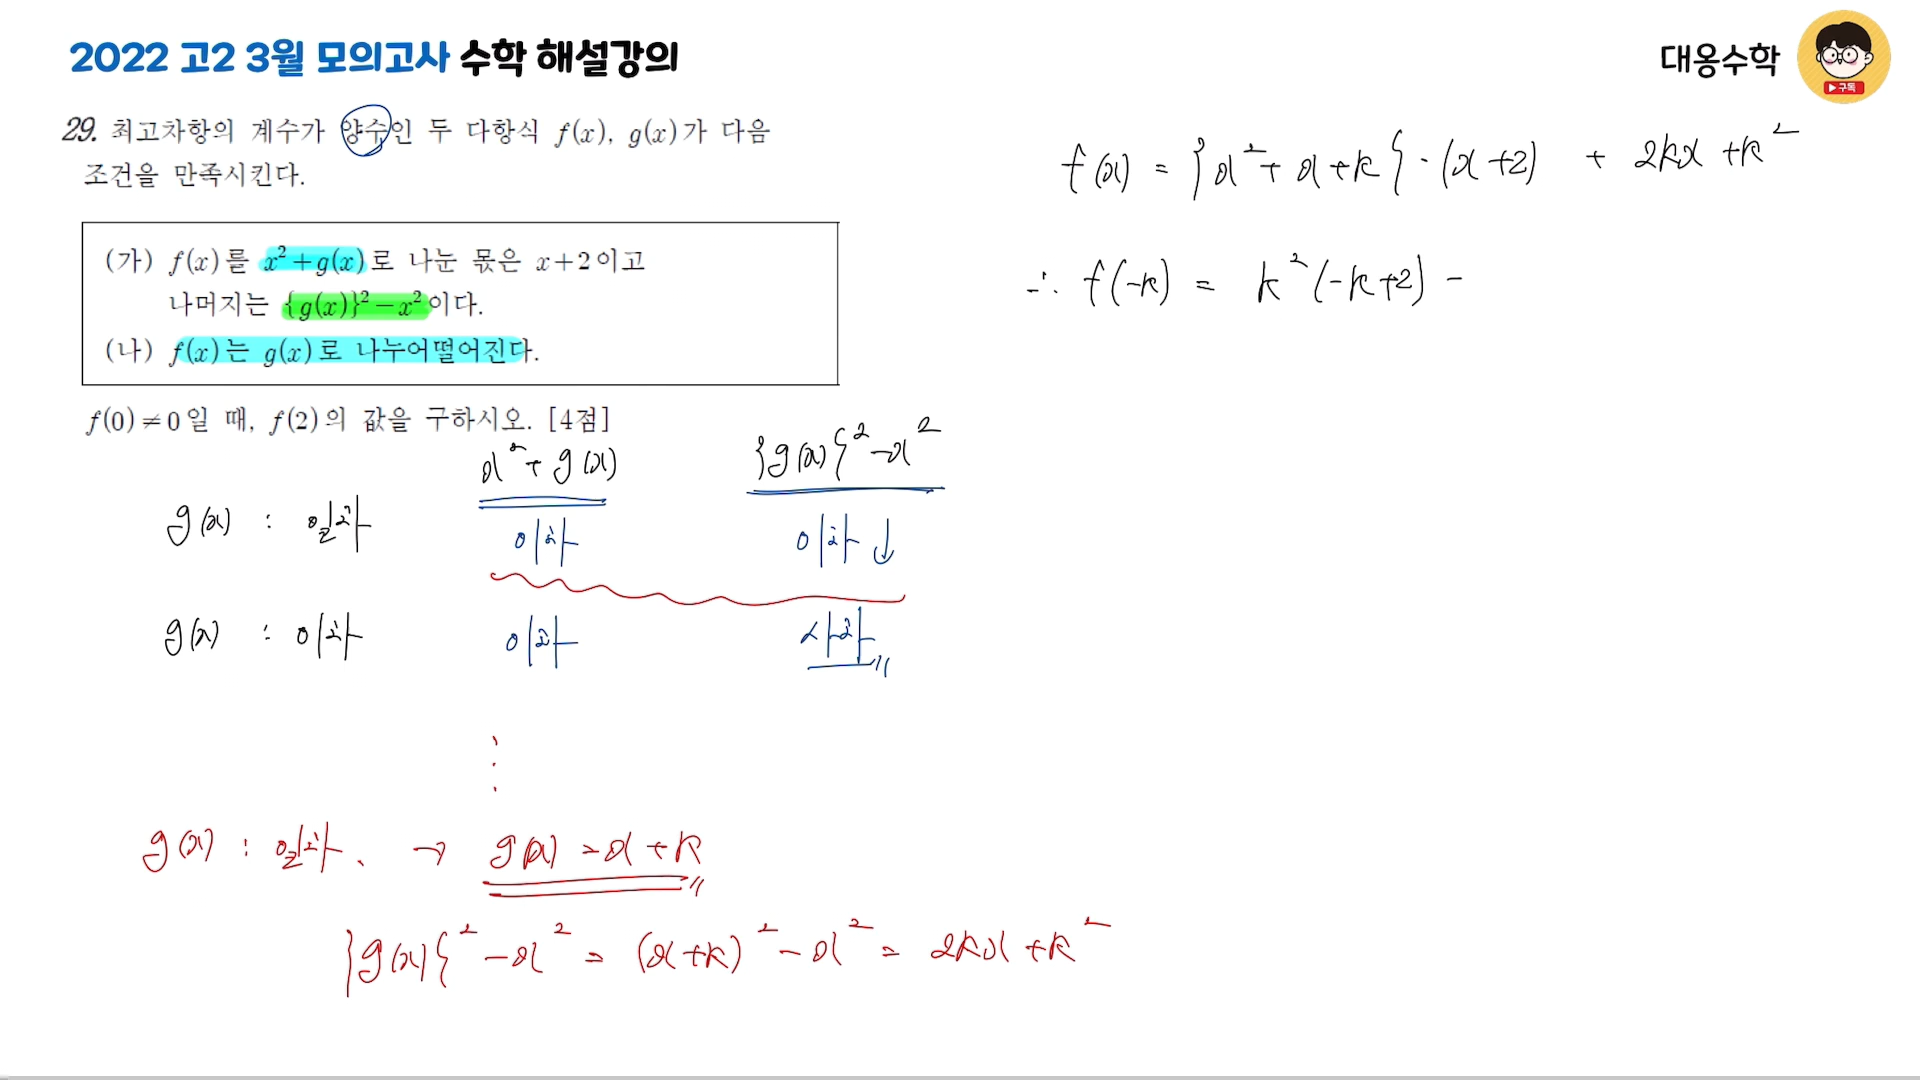 2022 고2 3월 모의고사 수학 해설강의
대옹수학
구독
29. 최고차항의 계수가 양수인 두 다항식 f(x), g(x)가 다음
조건을 만족시킨다.
(가) f(x)를 x²+g(x)로 나눈 몫은 x+2이고
나머지는 {g(x)}²−x²이다.
(나) f(x)는 g(x)로 나누어떨어진다.
f(0)≠0일 때, f(2)의 값을 구하시오. [4점]
x²+g(x) {g(x)}²−x²
g(x) : 일차 이차 이차↓
g(x) : 이차 이차 사차
⋮
g(x) : 일차. → g(x)=x+k
{g(x)}²−x² = (x+k)²−x² = 2kx+k²
f(x) = {x²+x+k}·(x+2) + 2kx+k²
∴ f(−k) = k²(−k+2) −